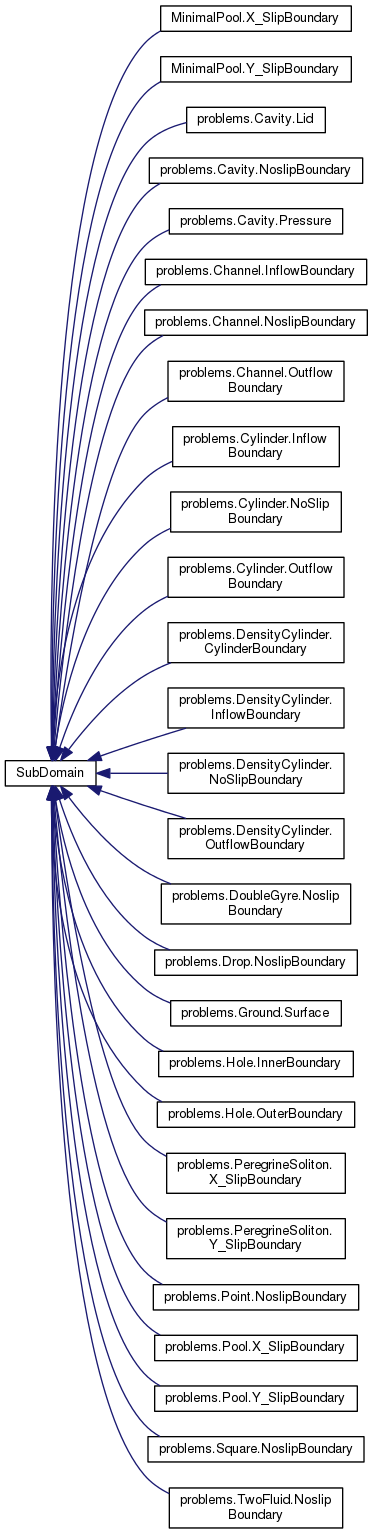 MinimalPool.X_SlipBoundary
MinimalPool.Y_SlipBoundary
problems.Cavity.Lid
problems.Cavity.NoslipBoundary
problems.Cavity.Pressure
problems.Channel.InflowBoundary
problems.Channel.NoslipBoundary
problems.Channel.Outflow
Boundary
problems.Cylinder.Inflow
Boundary
problems.Cylinder.NoSlip
Boundary
problems.Cylinder.Outflow
Boundary
problems.DensityCylinder.
CylinderBoundary
problems.DensityCylinder.
InflowBoundary
SubDomain
problems.DensityCylinder.
NoSlipBoundary
problems.DensityCylinder.
OutflowBoundary
problems.DoubleGyre.Noslip
Boundary
problems.Drop.NoslipBoundary
problems.Ground.Surface
problems.Hole.InnerBoundary
problems.Hole.OuterBoundary
problems.PeregrineSoliton.
X_SlipBoundary
problems.PeregrineSoliton.
Y_SlipBoundary
problems.Point.NoslipBoundary
problems.Pool.X_SlipBoundary
problems.Pool.Y_SlipBoundary
problems.Square.NoslipBoundary
problems.TwoFluid.Noslip
Boundary